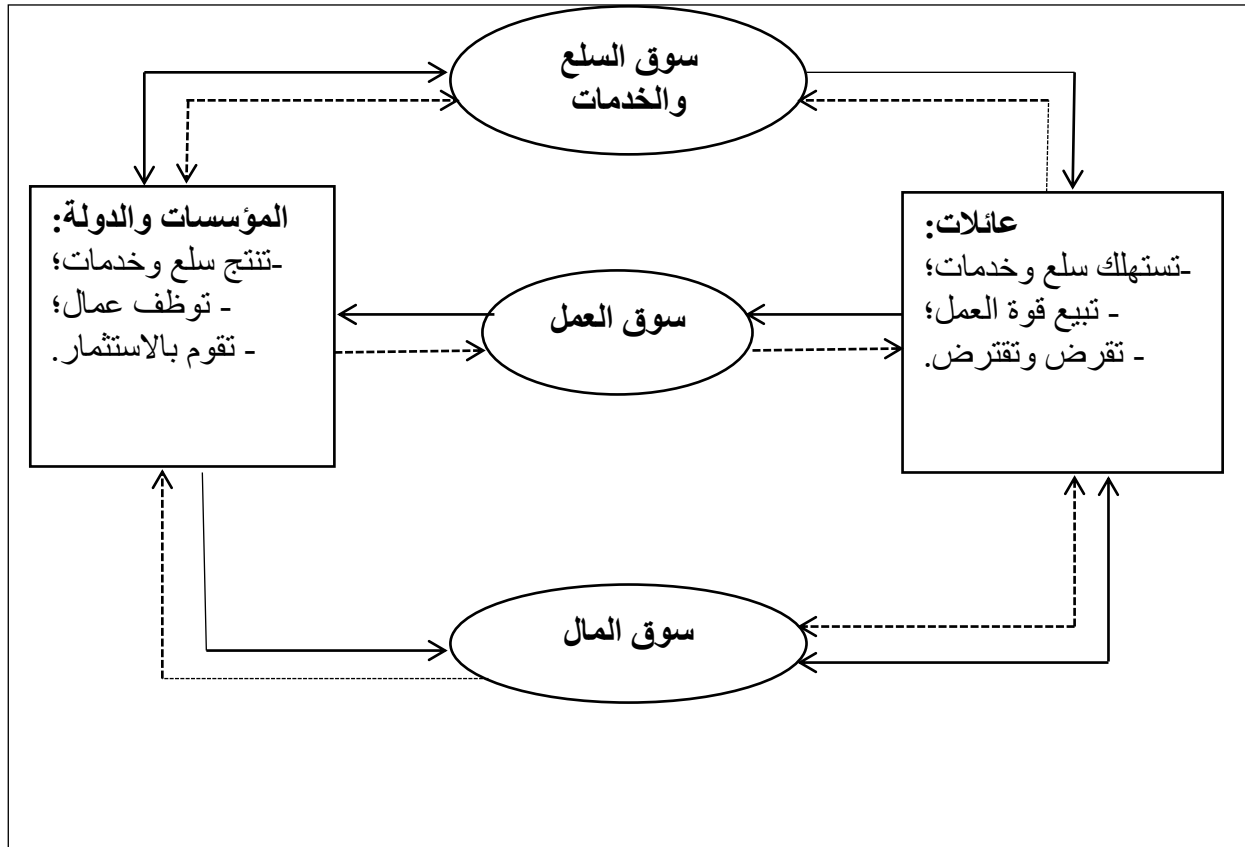 سوق السلع
والخدمات
عائلات:
-تستهلك سلع وخدمات؛
- تبيع قوة العمل؛
- تقرض وتقترض.
سوق العمل
المؤسسات والدولة:
-تنتج سلع وخدمات؛
- توظف عمال؛
- تقوم بالاستثمار.
سوق المال